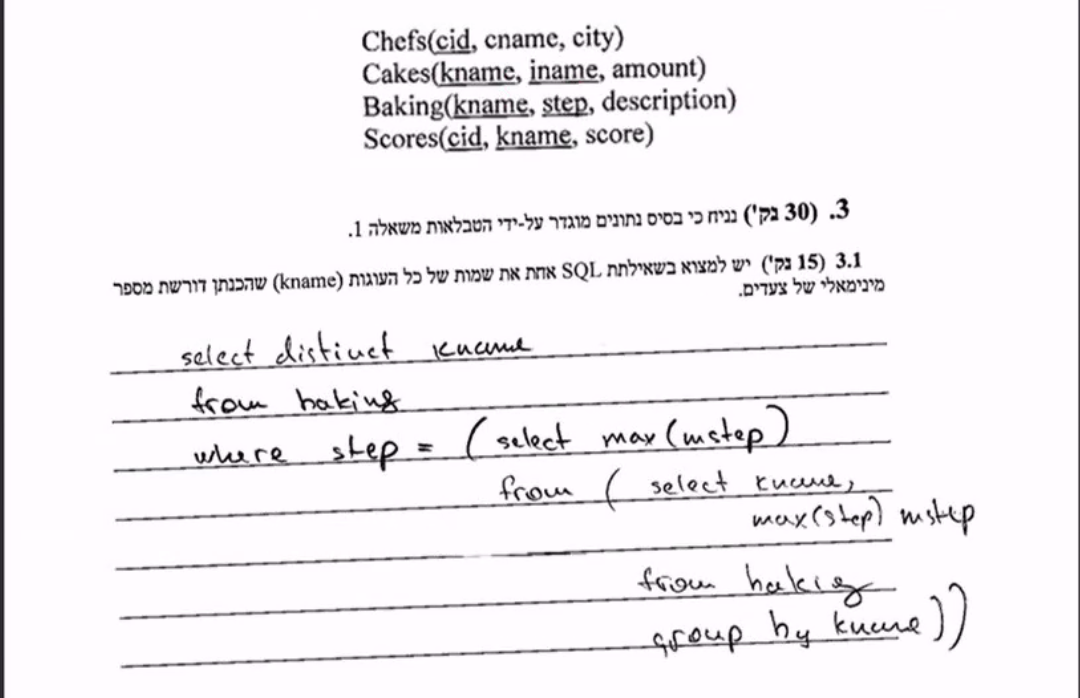 Chefs(cid, cname, city)
Cakes(kname, iname, amount)
Baking(kname, step, description)
Scores(cid, kname, score)
3. (30 נק') נניח כי בסיס נתונים מוגדר על-ידי הטבלאות משאלה 1.
3.1 (15 נק') יש למצוא בשאילתת SQL אחת את שמות של כל העוגות (kname) שהכנתן דורשת מספר
מינימאלי של צעדים.
select distinct kname
from baking
where step = (select max(mstep)
from ( select kname,
max(step) mstep
from baking
group by kname))